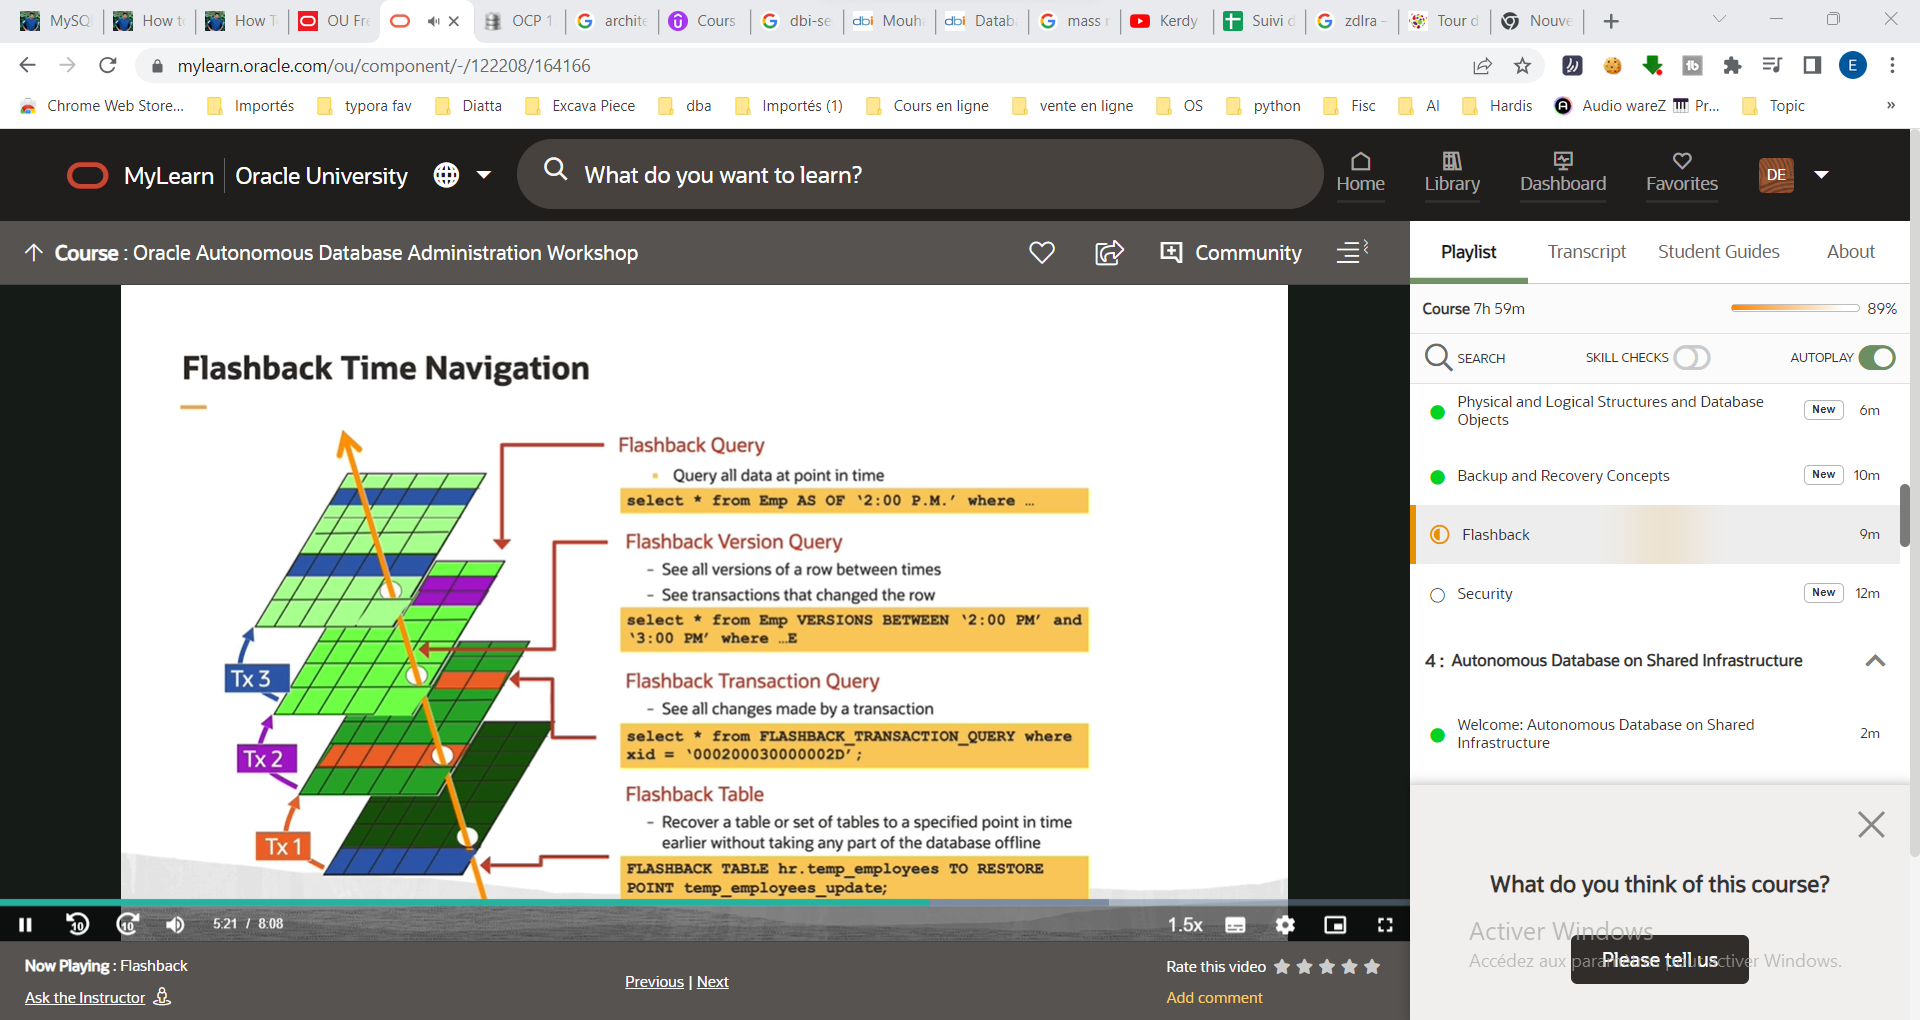 MySQ
How to
How T
OU Fr
OCP 1
archite
Cours
dbi-se
Mouh
Datab
mass r
Kerdy
Suivi d
zdlra -
Tour d
Nouve
mylearn.oracle.com/ou/component/-/122208/164166
E
Chrome Web Store...
Importés
typora fav
Diatta
Excava Piece
dba
Importés (1)
Cours en ligne
vente en ligne
OS
python
Fisc
AI
Hardis
Audio wareZ
Pr...
Topic
»
MyLearn
Oracle University
What do you want to learn?
Home
Library
Dashboard
Favorites
DE
Course : Oracle Autonomous Database Administration Workshop
Community
Flashback Time Navigation
Flashback Query
Query all data at point in time
select * from Emp AS OF ‘2:00 P.M.’ where …
Flashback Version Query
- See all versions of a row between times
- See transactions that changed the row
select * from Emp VERSIONS BETWEEN ‘2:00 PM’ and
‘3:00 PM’ where …E
Flashback Transaction Query
- See all changes made by a transaction
select * from FLASHBACK_TRANSACTION_QUERY where
xid = ‘000200030000002D’;
Flashback Table
- Recover a table or set of tables to a specified point in time
earlier without taking any part of the database offline
FLASHBACK TABLE hr.temp_employees TO RESTORE
POINT temp_employees_update;
Tx 3
Tx 2
Tx 1
10
10
5:21 / 8:08
1.5x
Now Playing : Flashback
Ask the Instructor
Previous | Next
Rate this video
Add comment
Playlist
Transcript
Student Guides
About
Course 7h 59m
89%
SEARCH
SKILL CHECKS
AUTOPLAY
Physical and Logical Structures and Database
Objects
New
6m
Backup and Recovery Concepts
New
10m
Flashback
9m
Security
New
12m
4 : Autonomous Database on Shared Infrastructure
Welcome: Autonomous Database on Shared
Infrastructure
2m
What do you think of this course?
Activer Windows
Please tell us
Accédez aux paramètres pour activer Windows.